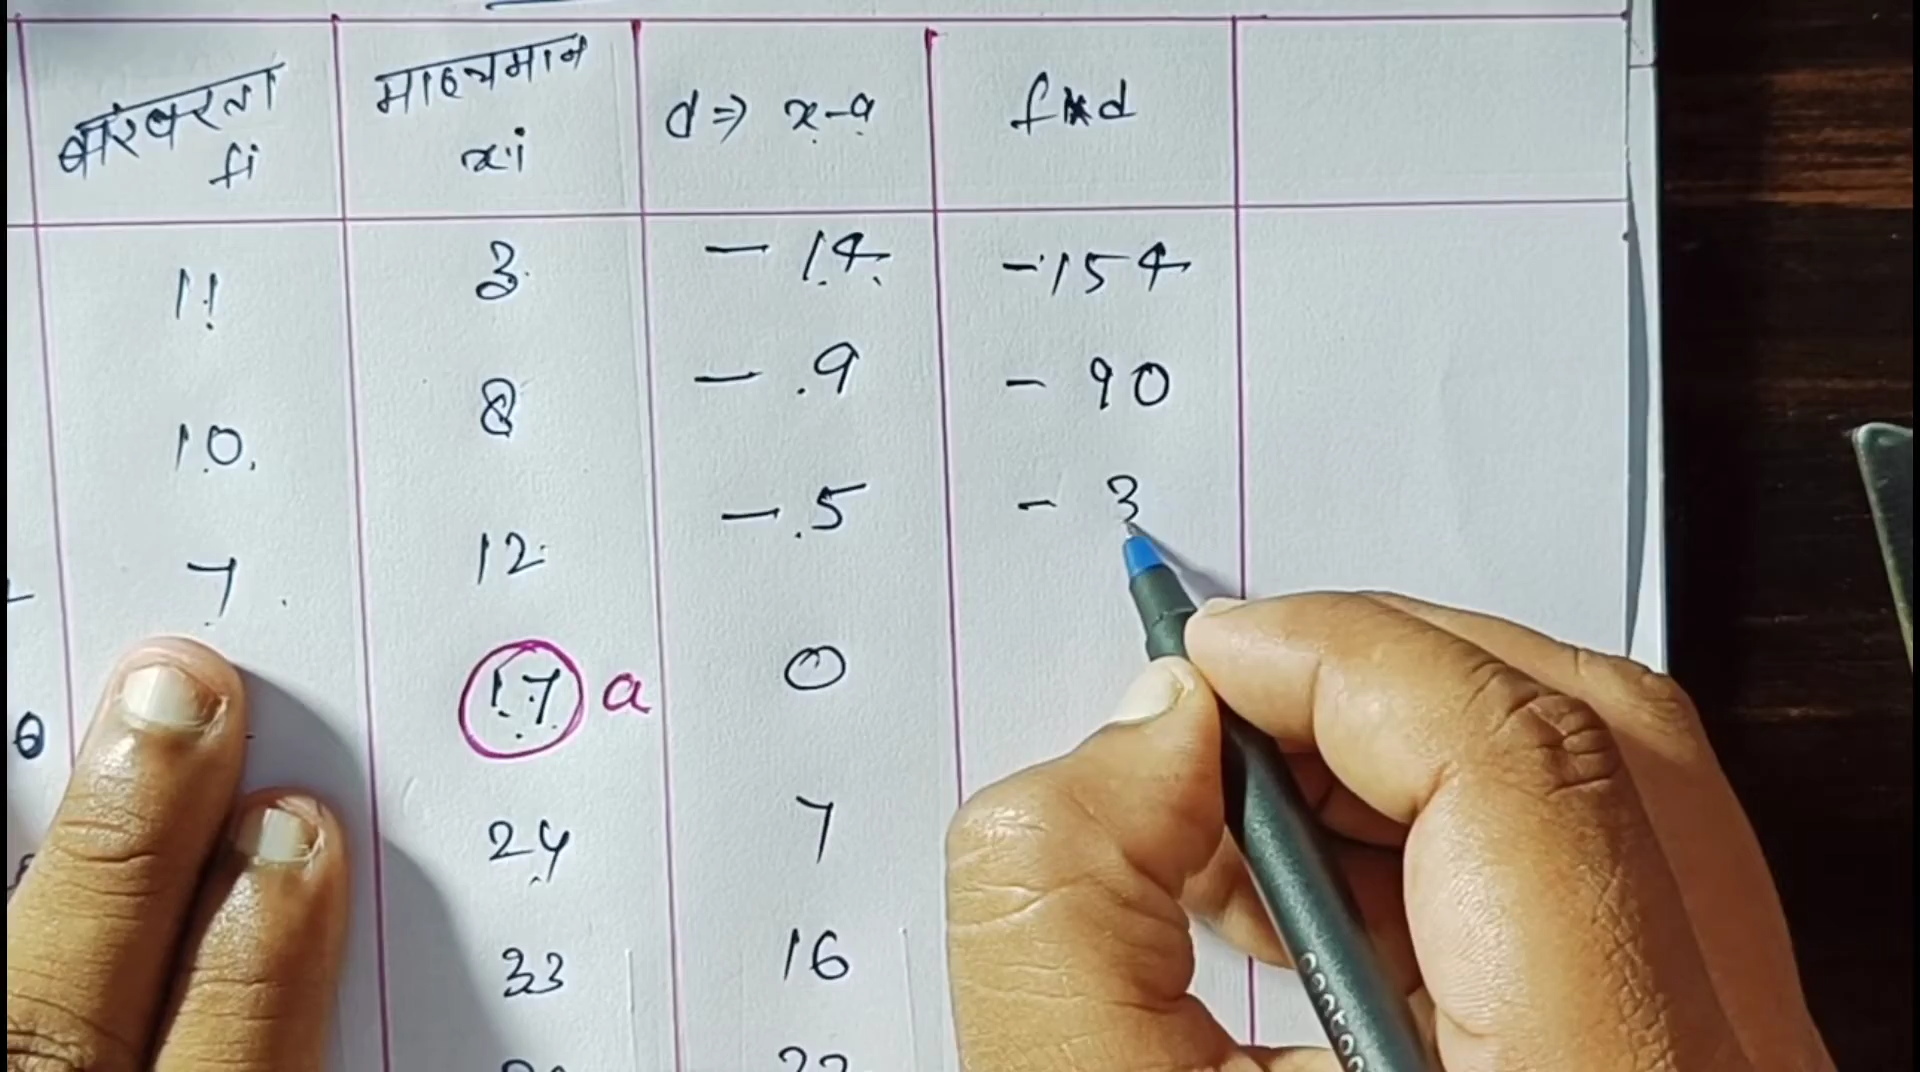 बारंबारता माध्यमान d ⇒ x-a f×d
fi xi
11 3 - 14 -154
10 8 - 9 - 90
7 12 - 5 - 3
17 a 0
24 7
33 16